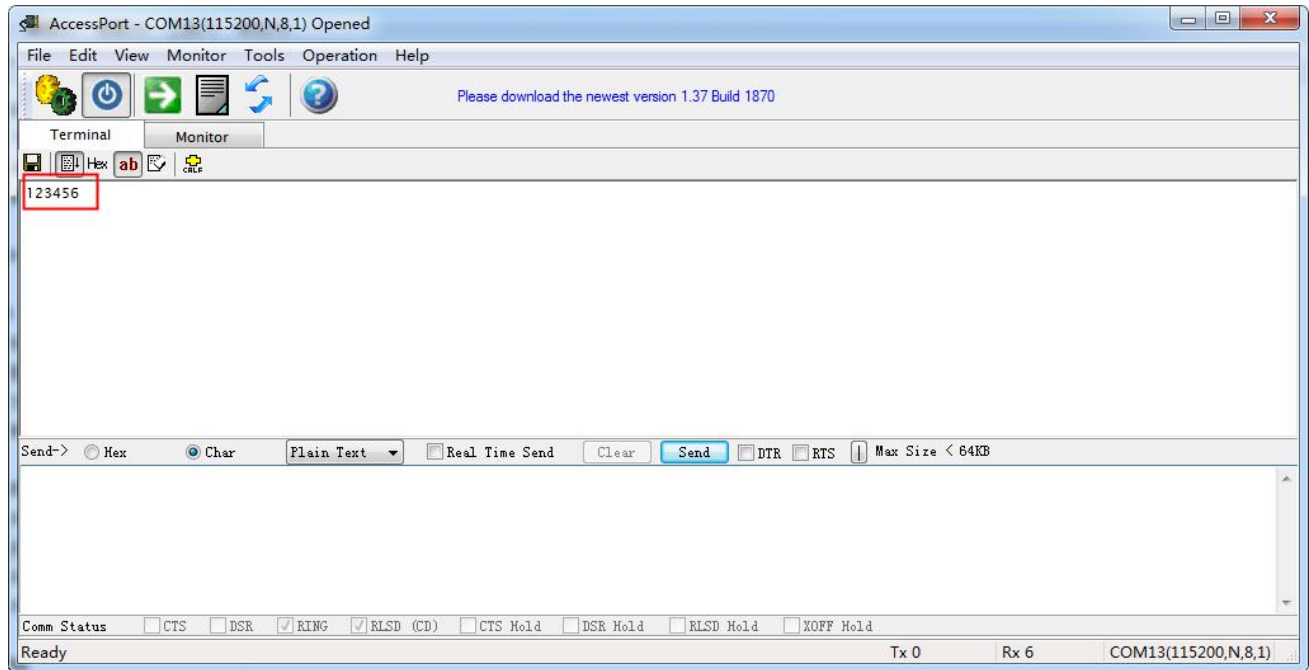 AccessPort - COM13(115200,N,8,1) Opened
File Edit View Monitor Tools Operation Help
Please download the newest version 1.37 Build 1870
Terminal Monitor
Hex ab CRLF
123456
Send-> Hex Char Plain Text Real Time Send Clear Send DTR RTS Max Size < 64KB
Comm Status CTS DSR RING RLSD (CD) CTS Hold DSR Hold RLSD Hold XOFF Hold
Ready Tx 0 Rx 6 COM13(115200,N,8,1)